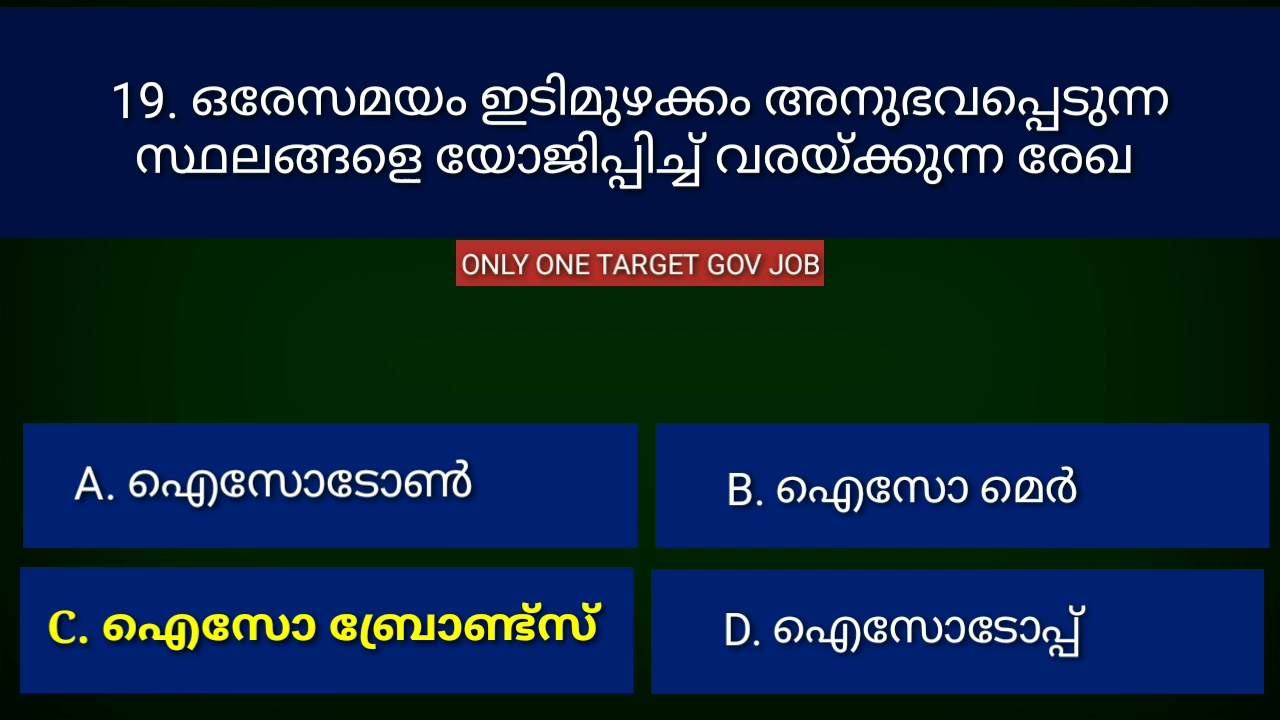 19. ഒരേസമയം ഇടിമുഴക്കം അനുഭവപ്പെടുന്ന
സ്ഥലങ്ങളെ യോജിപ്പിച്ച് വരയ്ക്കുന്ന രേഖ
ONLY ONE TARGET GOV JOB
A. ഐസോടോൺ
B. ഐസോ മെർ
C. ഐസോ ബ്രോണ്ട്സ്
D. ഐസോടോപ്പ്